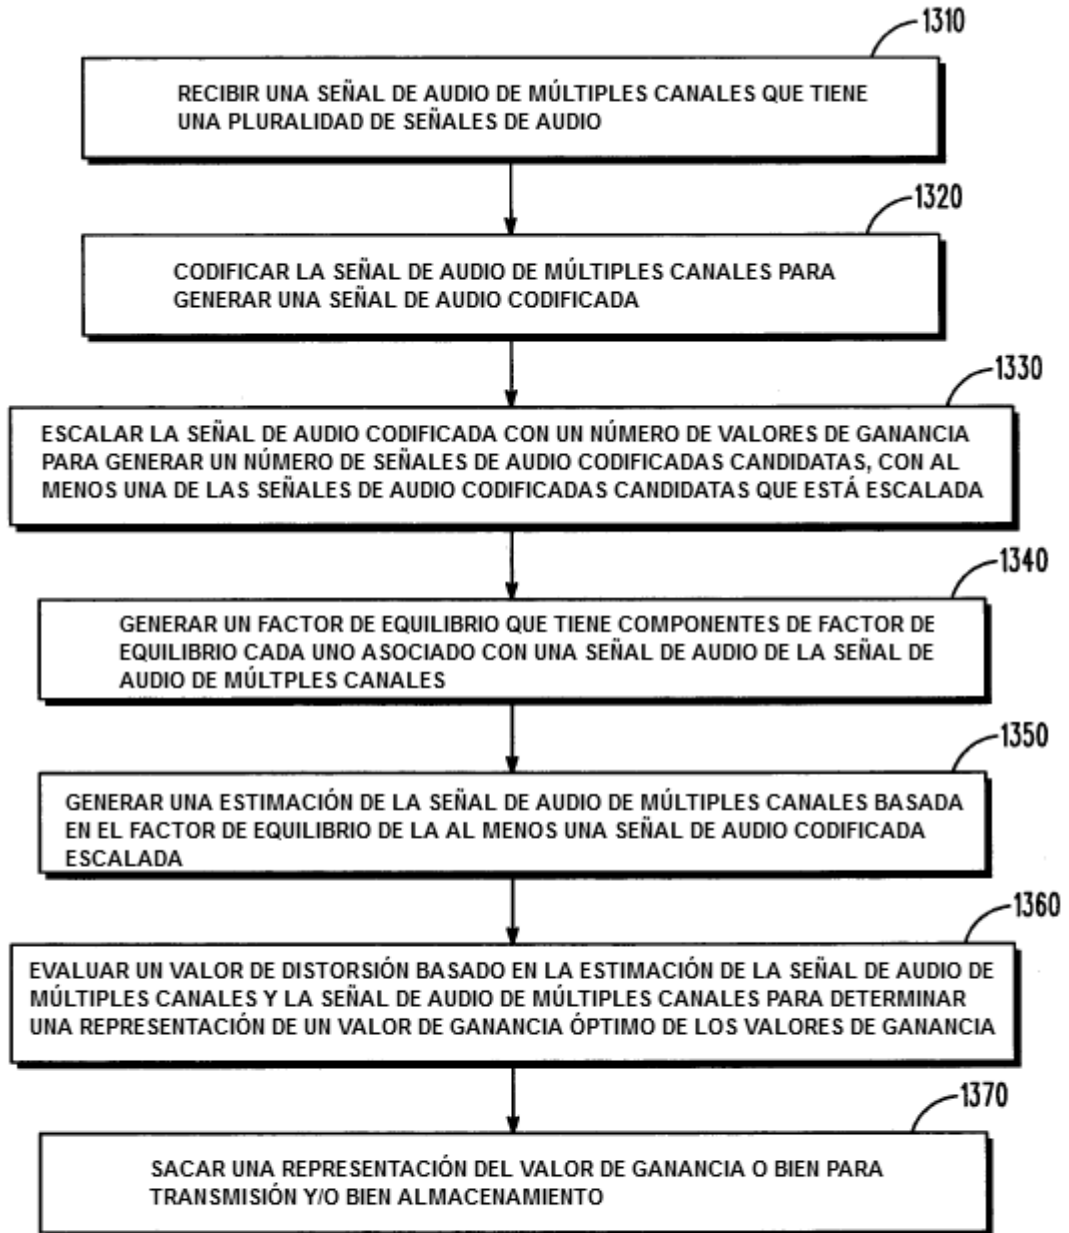 1310
RECIBIR UNA SEÑAL DE AUDIO DE MÚLTIPLES CANALES QUE TIENE
UNA PLURALIDAD DE SEÑALES DE AUDIO
1320
CODIFICAR LA SEÑAL DE AUDIO DE MÚLTIPLES CANALES PARA
GENERAR UNA SEÑAL DE AUDIO CODIFICADA
1330
ESCALAR LA SEÑAL DE AUDIO CODIFICADA CON UN NÚMERO DE VALORES DE GANANCIA
PARA GENERAR UN NÚMERO DE SEÑALES DE AUDIO CODIFICADAS CANDIDATAS, CON AL
MENOS UNA DE LAS SEÑALES DE AUDIO CODIFICADAS CANDIDATAS QUE ESTÁ ESCALADA
1340
GENERAR UN FACTOR DE EQUILIBRIO QUE TIENE COMPONENTES DE FACTOR DE
EQUILIBRIO CADA UNO ASOCIADO CON UNA SEÑAL DE AUDIO DE LA SEÑAL DE
AUDIO DE MÚLTPLES CANALES
1350
GENERAR UNA ESTIMACIÓN DE LA SEÑAL DE AUDIO DE MÚLTIPLES CANALES BASADA
EN EL FACTOR DE EQUILIBRIO DE LA AL MENOS UNA SEÑAL DE AUDIO CODIFICADA
ESCALADA
1360
EVALUAR UN VALOR DE DISTORSIÓN BASADO EN LA ESTIMACIÓN DE LA SEÑAL DE AUDIO DE
MÚLTIPLES CANALES Y LA SEÑAL DE AUDIO DE MÚLTIPLES CANALES PARA DETERMINAR
UNA REPRESENTACIÓN DE UN VALOR DE GANANCIA ÓPTIMO DE LOS VALORES DE GANANCIA
1370
SACAR UNA REPRESENTACIÓN DEL VALOR DE GANANCIA O BIEN PARA
TRANSMISIÓN Y/O BIEN ALMACENAMIENTO